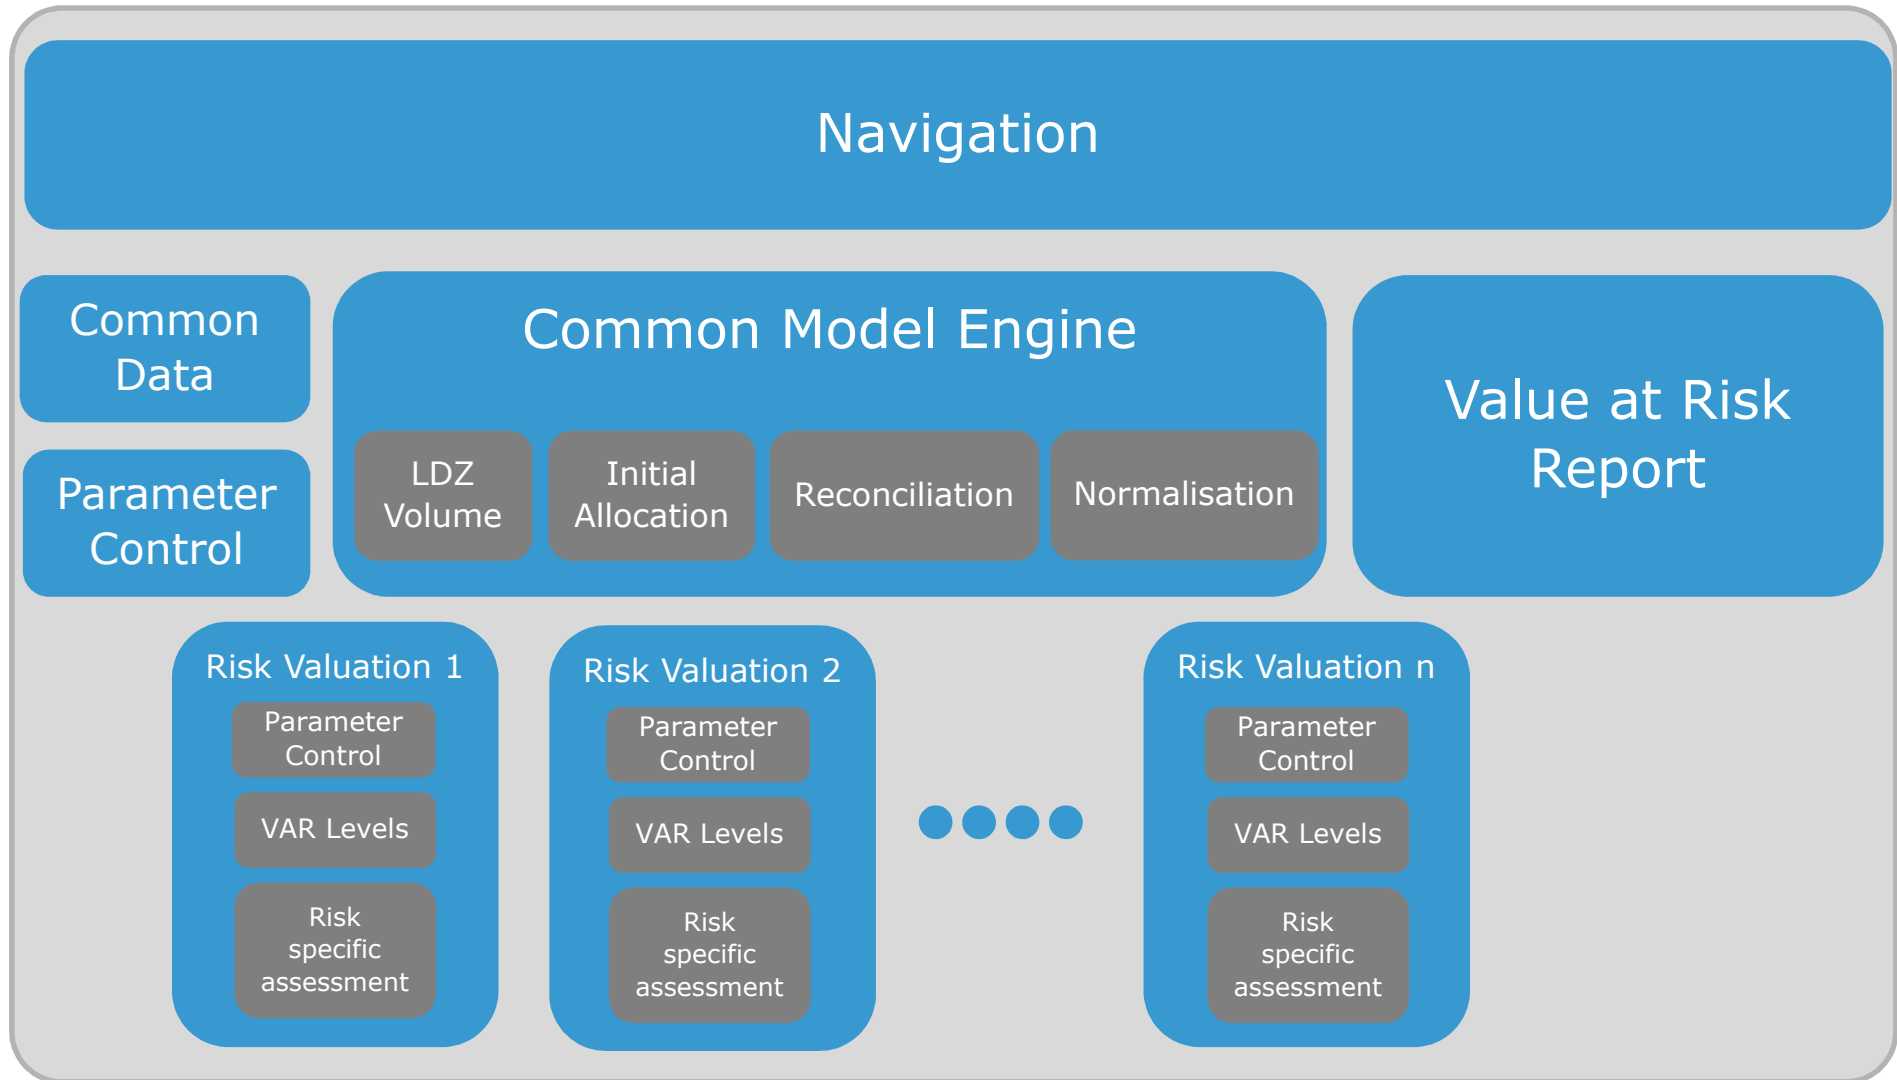 Navigation
Common
Data
Parameter
Control
Common Model Engine
LDZ
Volume
Initial
Allocation
Reconciliation
Normalisation
Value at Risk
Report
Risk Valuation 1
Parameter
Control
VAR Levels
Risk
specific
assessment
Risk Valuation 2
Parameter
Control
VAR Levels
Risk
specific
assessment
Risk Valuation n
Parameter
Control
VAR Levels
Risk
specific
assessment